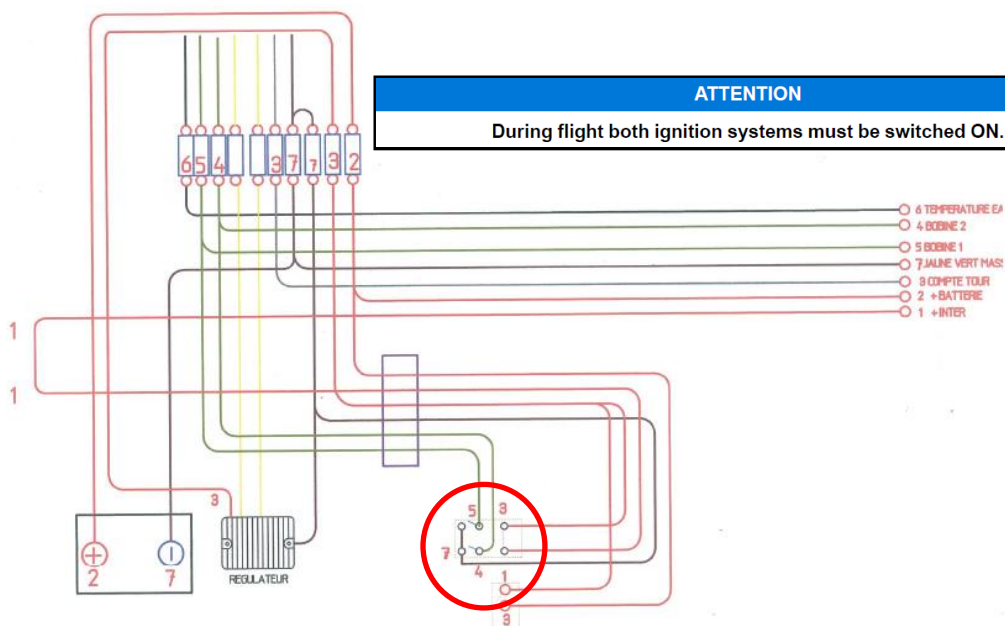 ATTENTION
During flight both ignition systems must be switched ON.
6 5 4 3 7 7 3 2
6 TEMPERATURE EA
4 BOBINE 2
5 BOBINE 1
7 JAUNE VERT MAS
3 COMPTE TOUR
2 +BATTERIE
1 +INTER
1
1
3
5 3
7
4
1
3
2 7
REGULATEUR